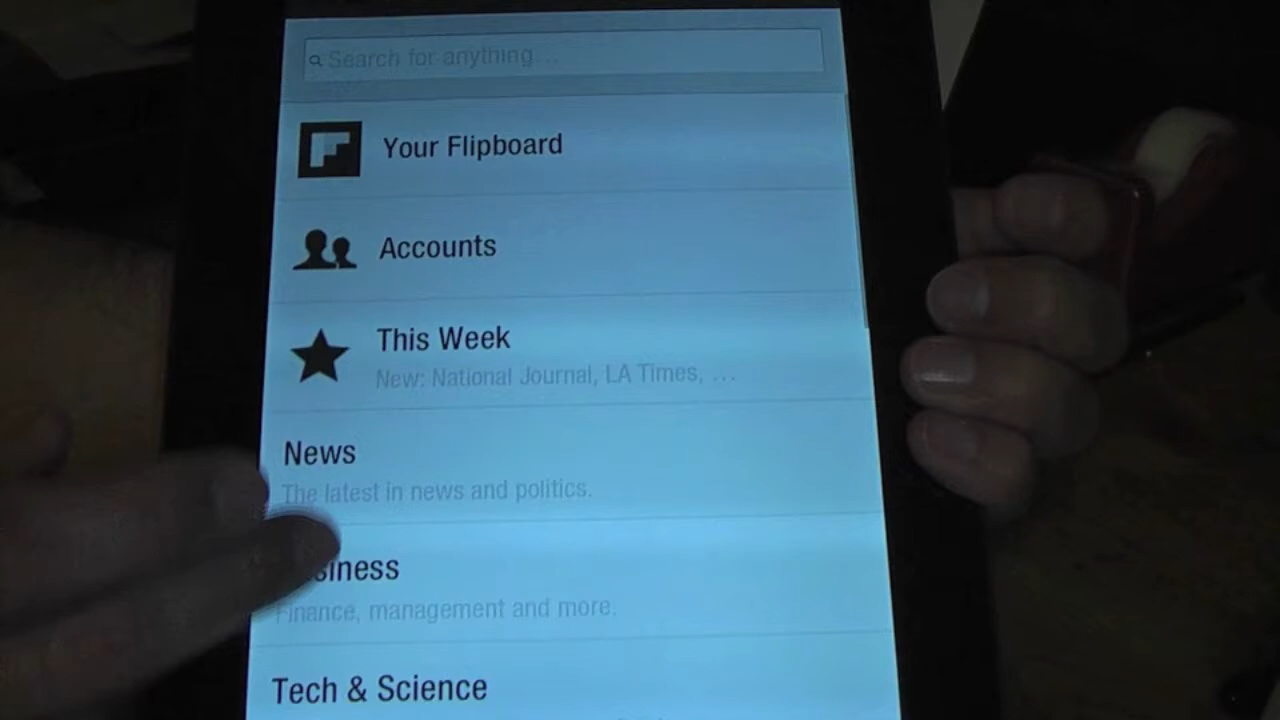 Search for anything...
Your Flipboard
Accounts
This Week
New: National Journal, LA Times, ...
News
The latest in news and politics.
siness
Finance, management and more.
Tech & Science